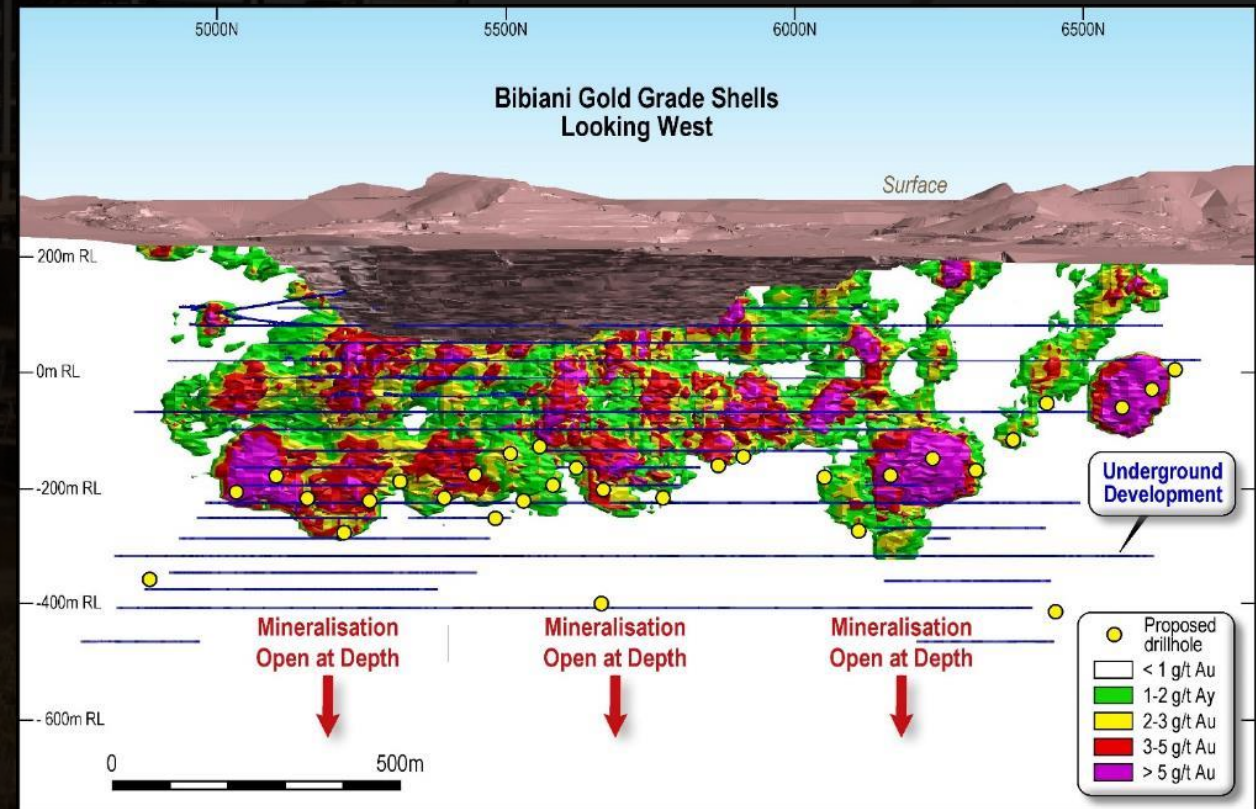 5000N 5500N 6000N 6500N
Bibiani Gold Grade Shells
Looking West
Surface
200m RL
0m RL
-200m RL
Underground
Development
-400m RL
Mineralisation
Open at Depth
Mineralisation
Open at Depth
Mineralisation
Open at Depth
- 600m RL
0 500m
Proposed
drillhole
< 1 g/t Au
1-2 g/t Ay
2-3 g/t Au
3-5 g/t Au
> 5 g/t Au